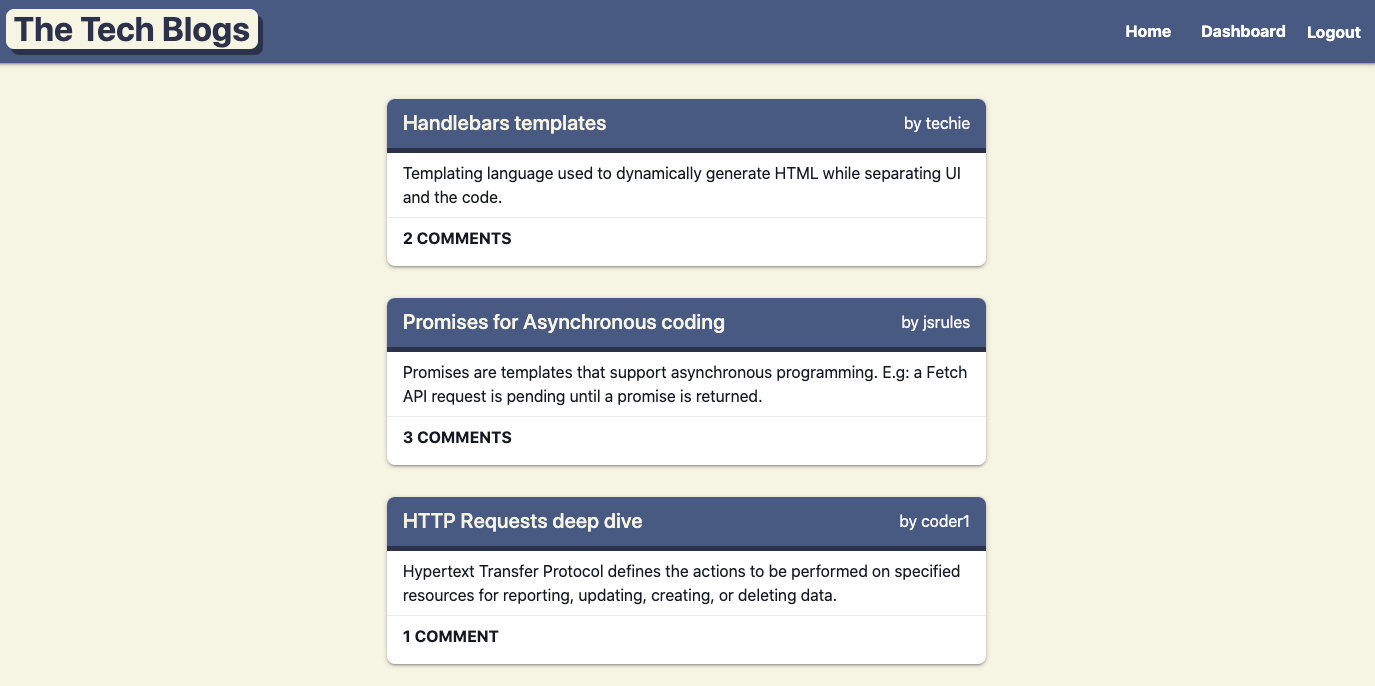 The Tech Blogs
Home Dashboard Logout
Handlebars templates by techie
Templating language used to dynamically generate HTML while separating UI
and the code.
2 COMMENTS
Promises for Asynchronous coding by jsrules
Promises are templates that support asynchronous programming. E.g: a Fetch
API request is pending until a promise is returned.
3 COMMENTS
HTTP Requests deep dive by coder1
Hypertext Transfer Protocol defines the actions to be performed on specified
resources for reporting, updating, creating, or deleting data.
1 COMMENT